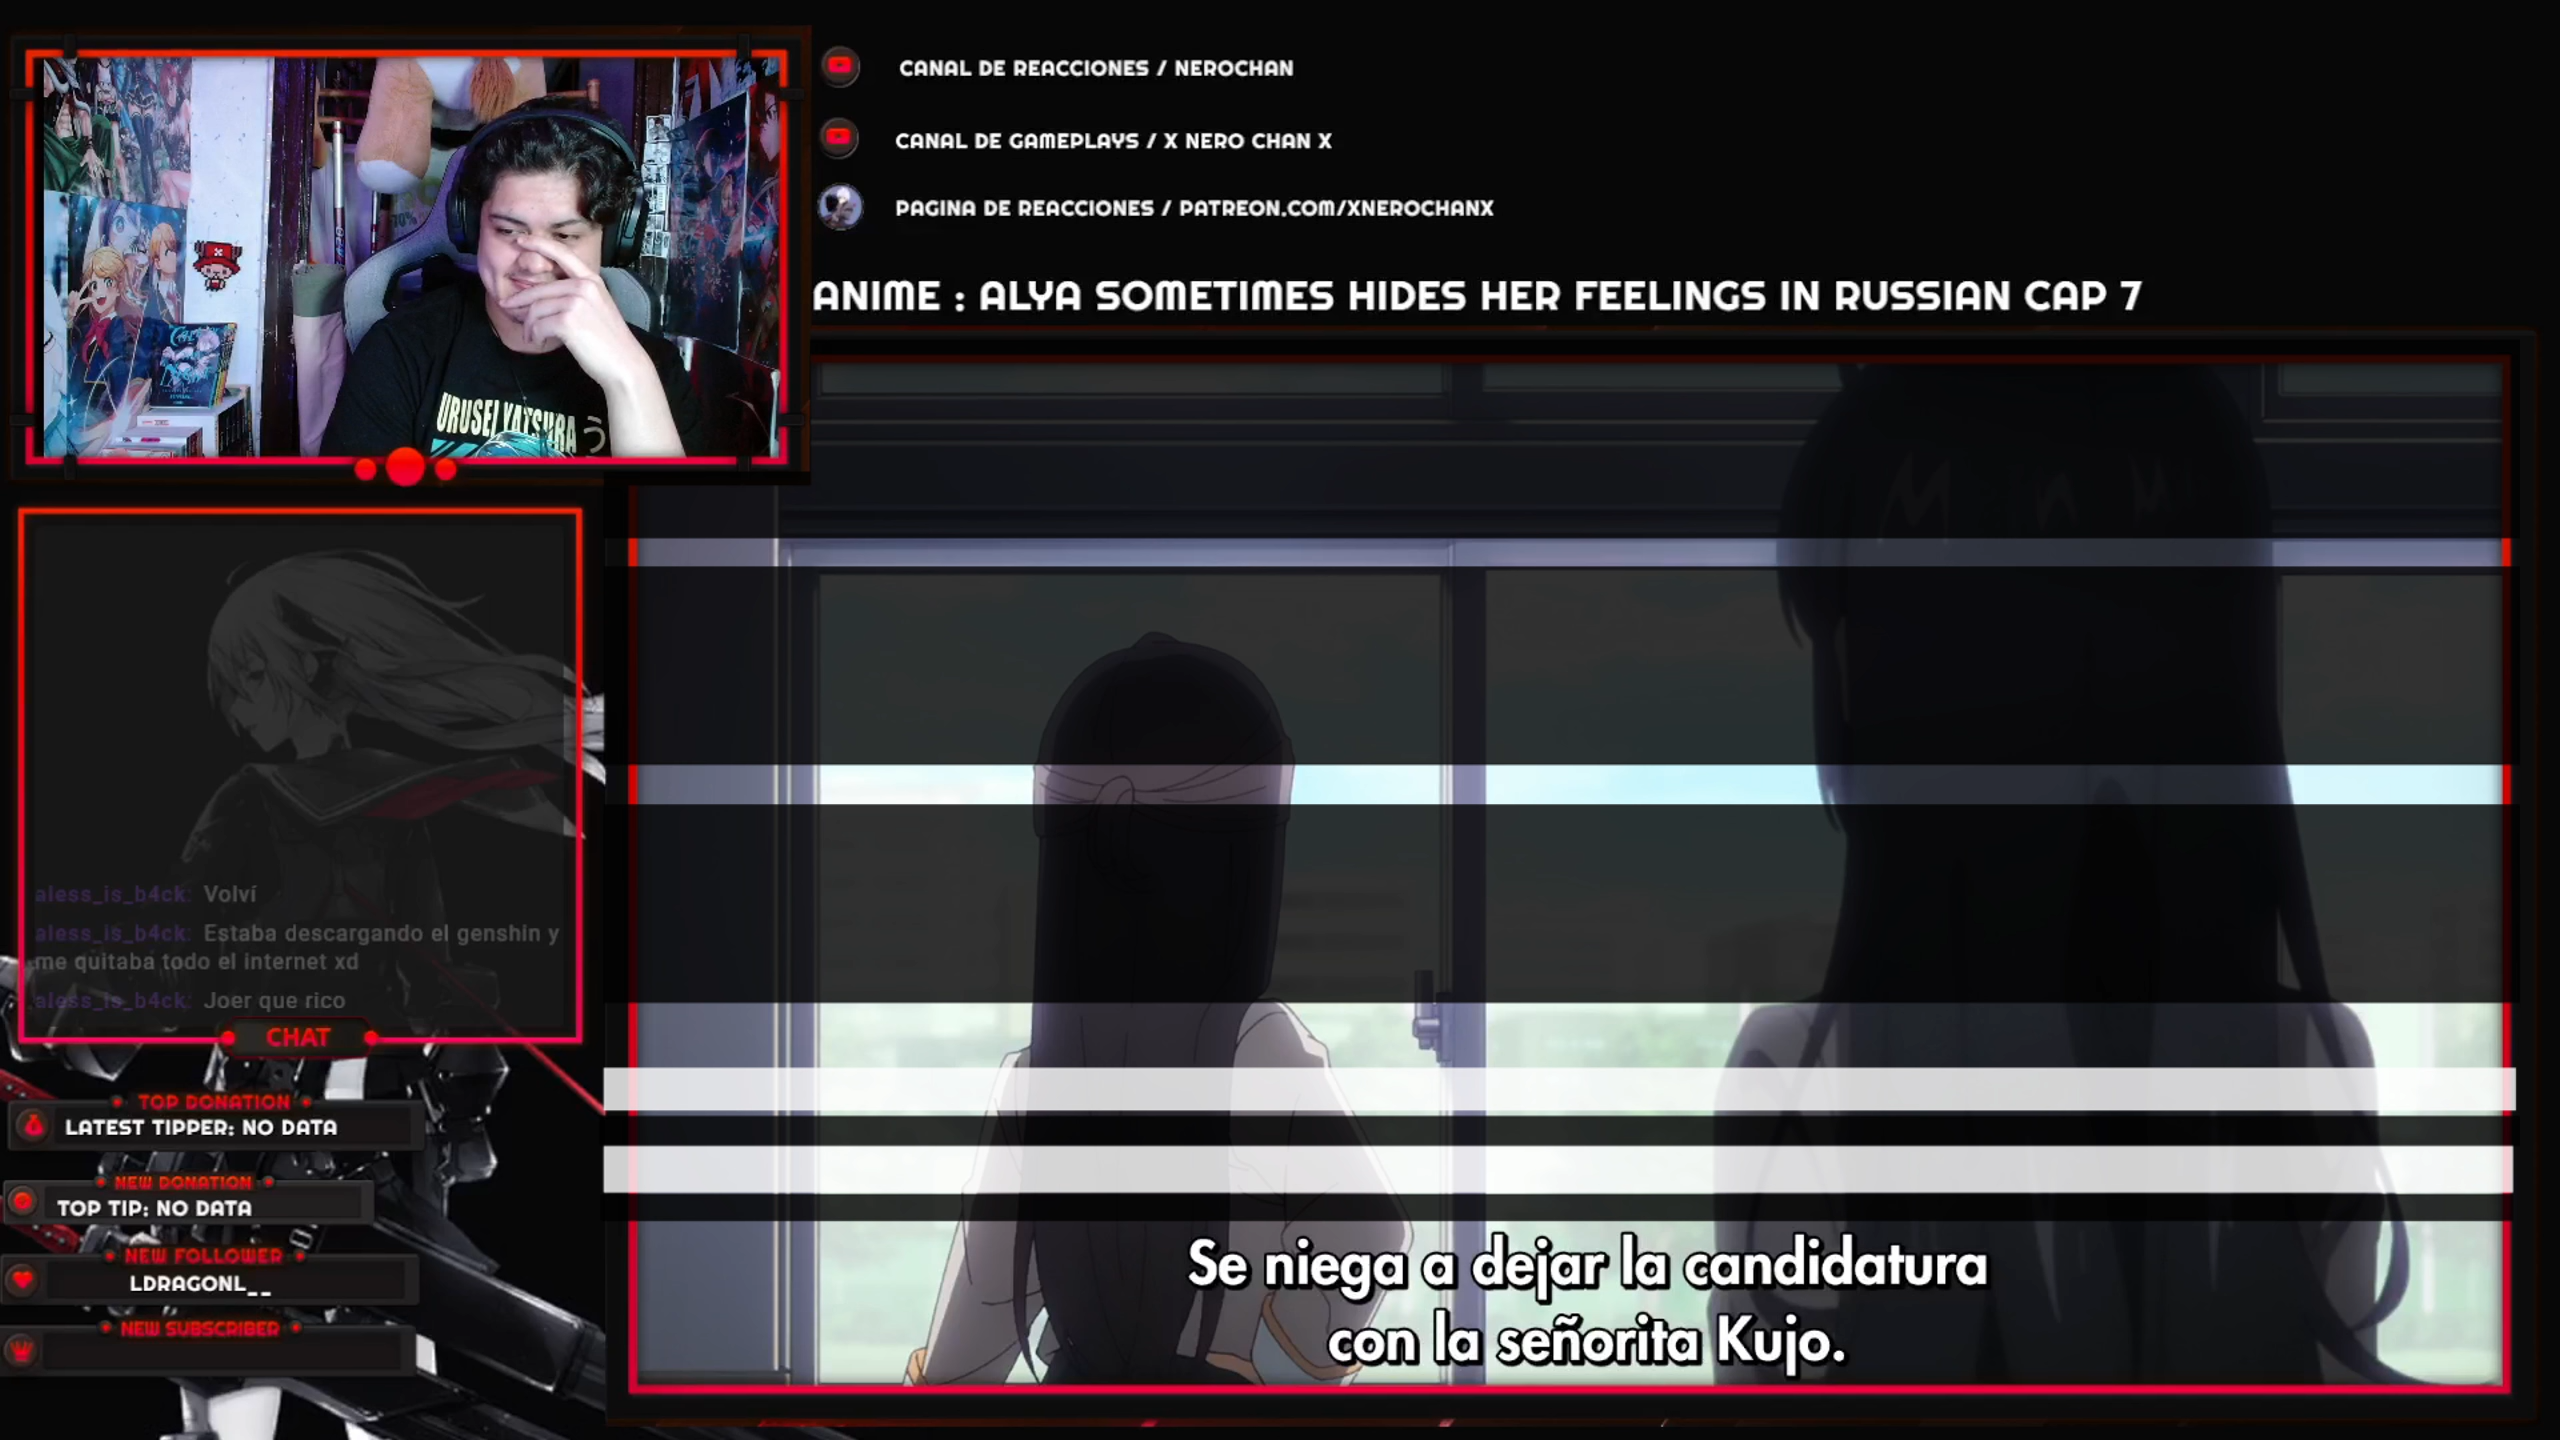 CANAL DE REACCIONES / NEROCHAN
CANAL DE GAMEPLAYS / X NERO CHAN X
PAGINA DE REACCIONES / PATREON.COM/XNEROCHANX
ANIME : ALYA SOMETIMES HIDES HER FEELINGS IN RUSSIAN CAP 7
URUSEI YATSURA う
aless_is_b4ck: Volví
aless_is_b4ck: Estaba descargando el genshin y
me quitaba todo el internet xd
aless_is_b4ck: Joer que rico
CHAT
TOP DONATION
LATEST TIPPER: NO DATA
NEW DONATION
TOP TIP: NO DATA
NEW FOLLOWER
LDRAGONL__
NEW SUBSCRIBER
Se niega a dejar la candidatura
con la señorita Kujo.